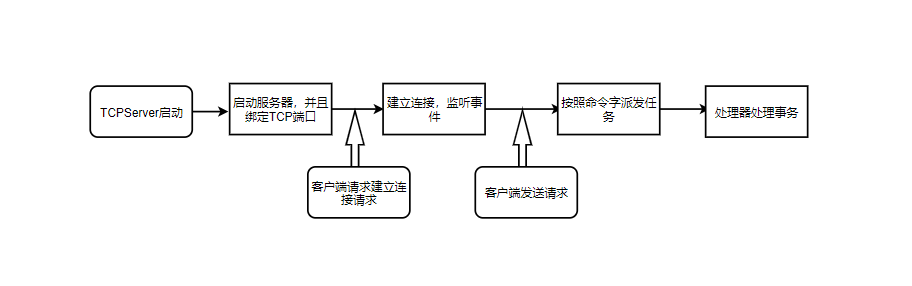 TCPServer启动
启动服务器，并且
绑定TCP端口
建立连接，监听事
件
按照命令字派发任
务
处理器处理事务
客户端请求建立连
接请求
客户端发送请求